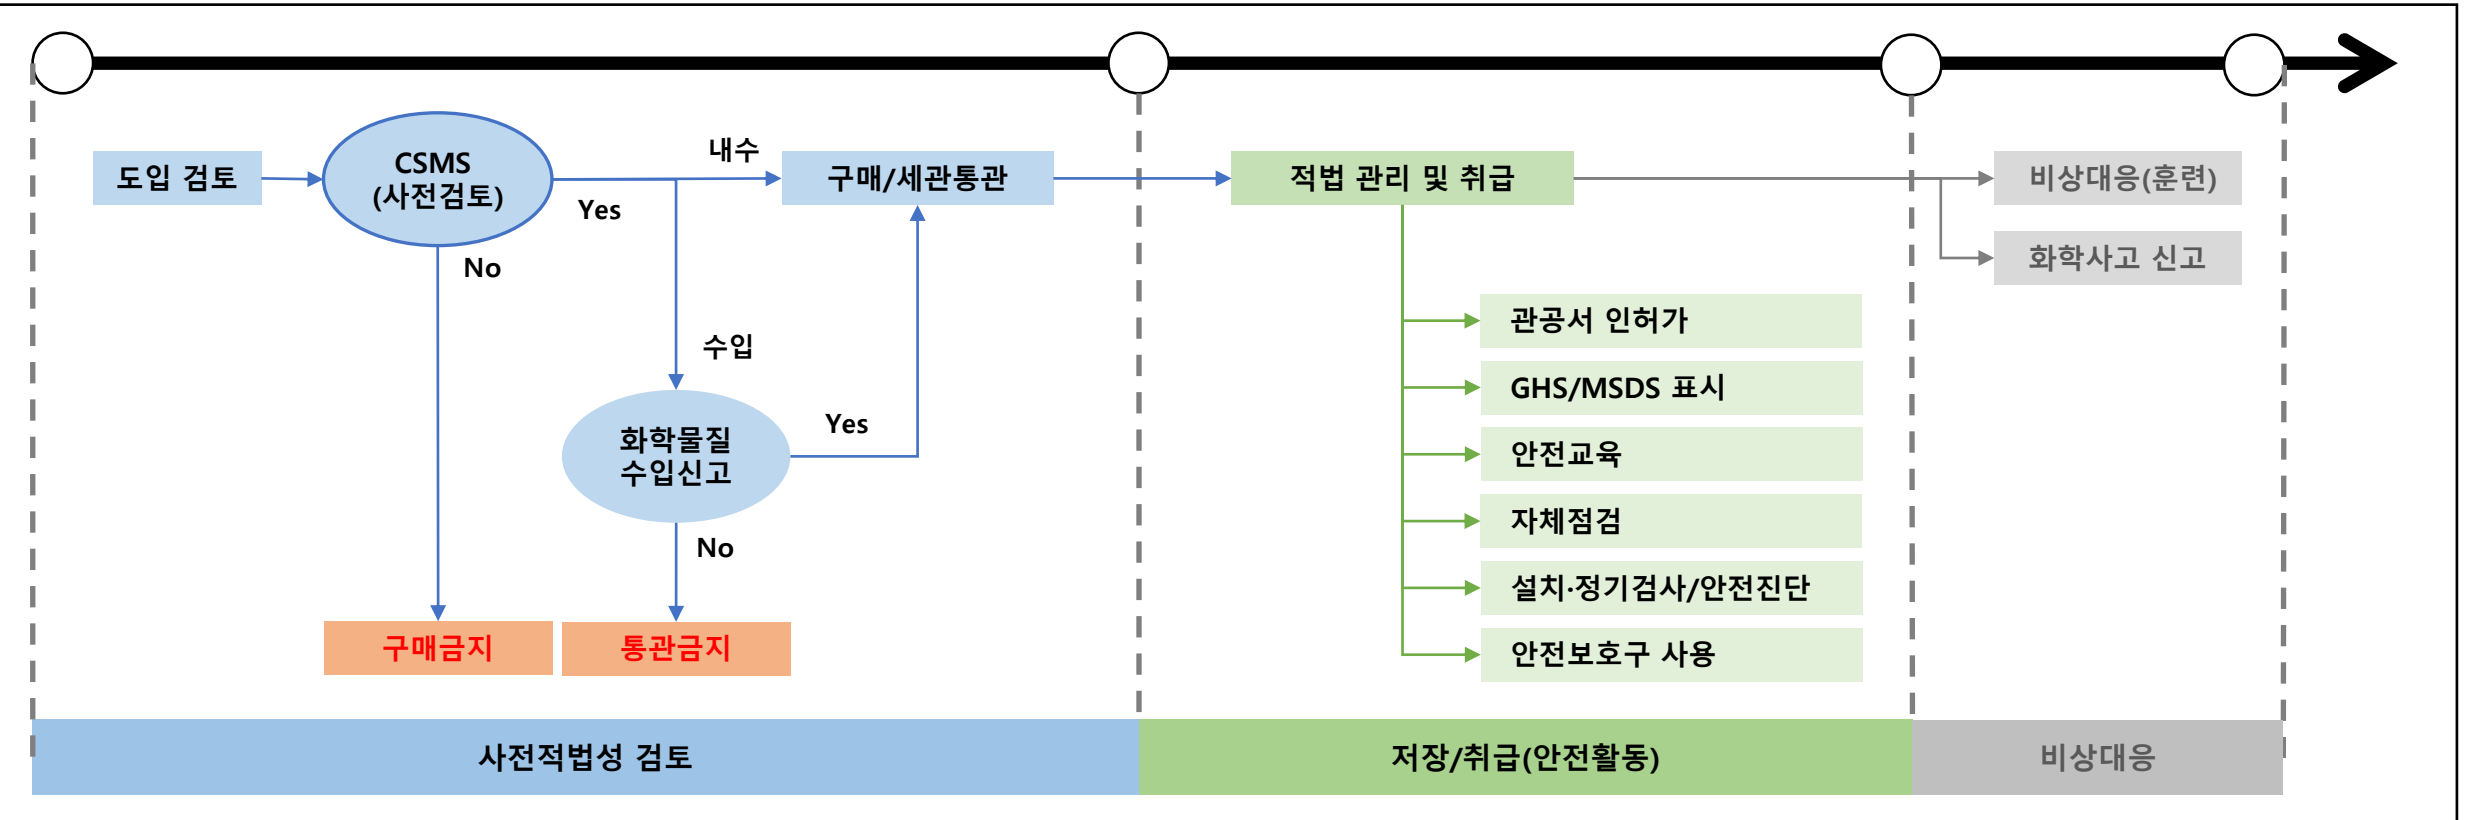 도입 검토
CSMS
(사전검토)
내수
Yes
No
구매/세관통관
수입
화학물질
수입신고
Yes
No
구매금지
통관금지
적법 관리 및 취급
관공서 인허가
GHS/MSDS 표시
안전교육
자체점검
설치·정기검사/안전진단
안전보호구 사용
비상대응(훈련)
화학사고 신고
사전적법성 검토
저장/취급(안전활동)
비상대응